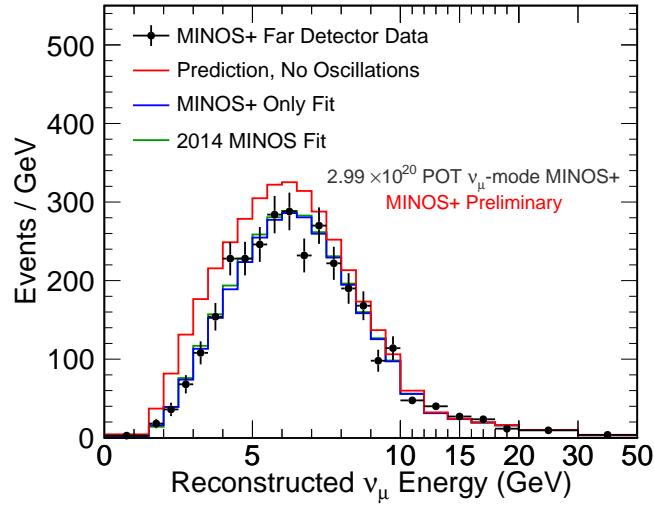 500
400
300
200
100
0
Events / GeV
MINOS+ Far Detector Data
Prediction, No Oscillations
MINOS+ Only Fit
2014 MINOS Fit
2.99 ×10²⁰ POT νμ-mode MINOS+
MINOS+ Preliminary
0 5 10 15 20 30 50
Reconstructed νμ Energy (GeV)